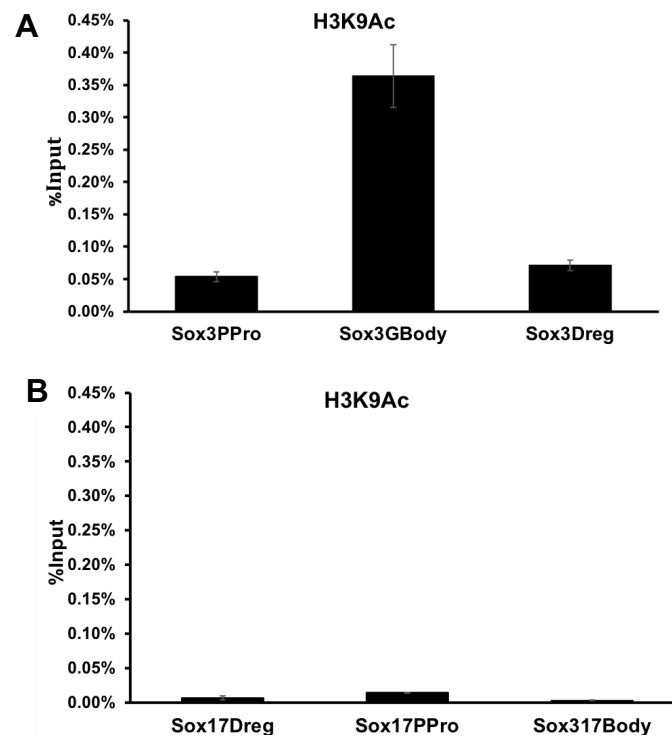 A
H3K9Ac
%Input
0.45%
0.40%
0.35%
0.30%
0.25%
0.20%
0.15%
0.10%
0.05%
0.00%
Sox3PPro Sox3GBody Sox3Dreg
B
H3K9Ac
%Input
0.45%
0.40%
0.35%
0.30%
0.25%
0.20%
0.15%
0.10%
0.05%
0.00%
Sox17Dreg Sox17PPro Sox317Body